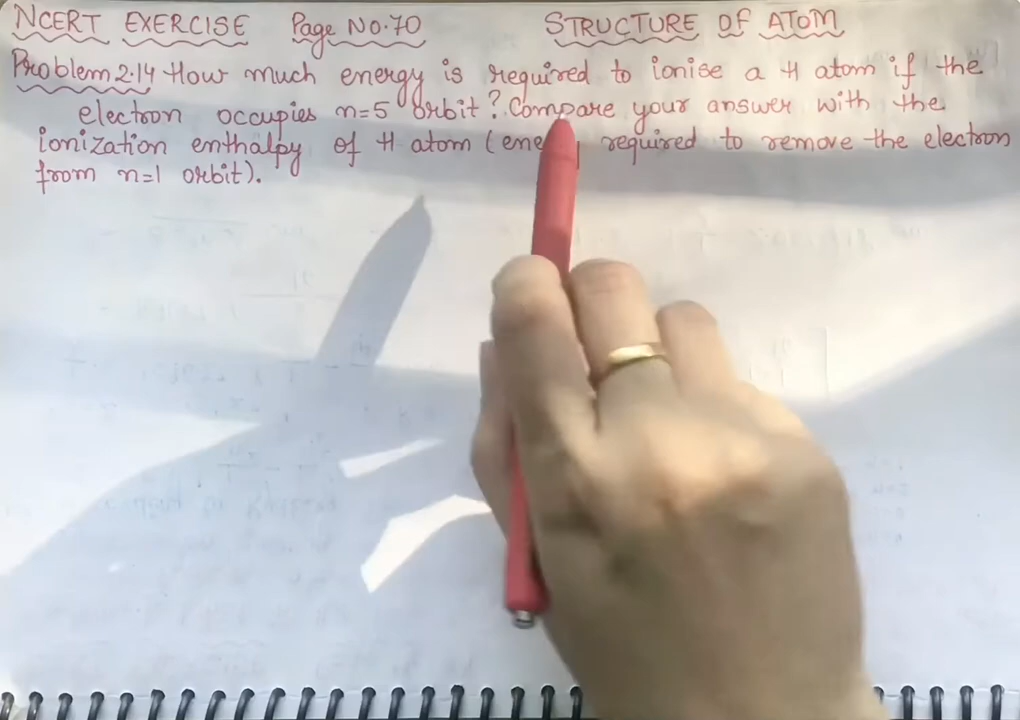 NCERT EXERCISE Page No.70 STRUCTURE OF ATOM
Problem 2.14 How much energy is required to ionise a H atom if the
electron occupies n=5 orbit? Compare your answer with the
ionization enthalpy of H atom ( required to remove the electron
from n=1 orbit).